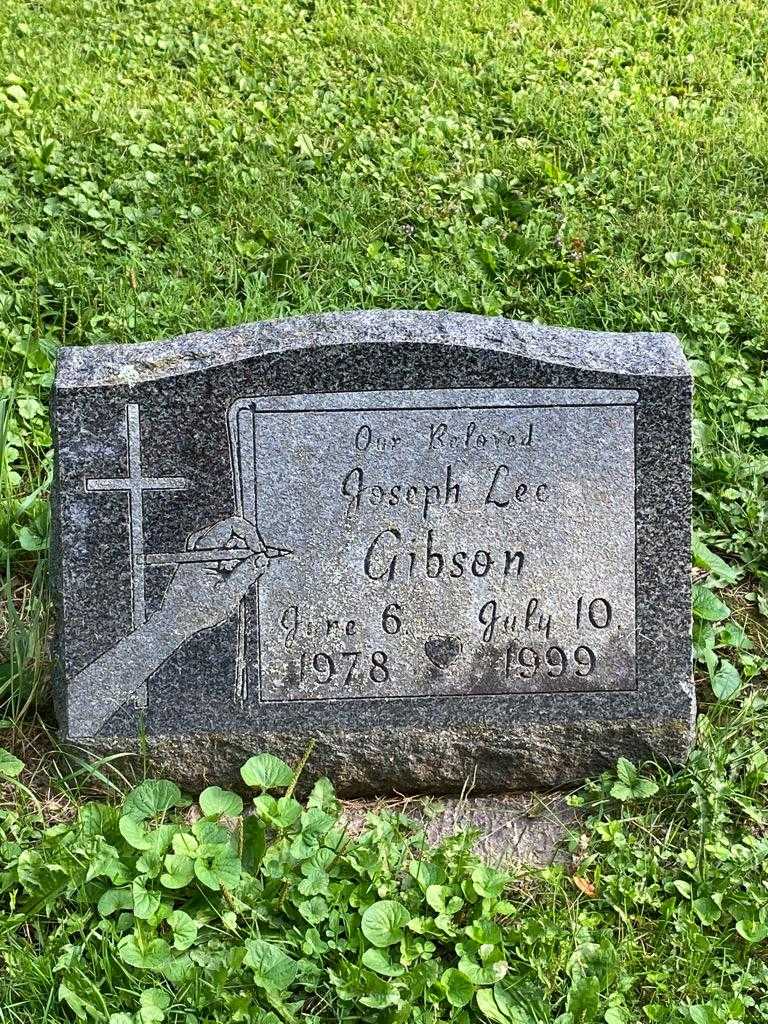 Our Beloved
Joseph Lee
Gibson
June 6. July 10.
1978 1999